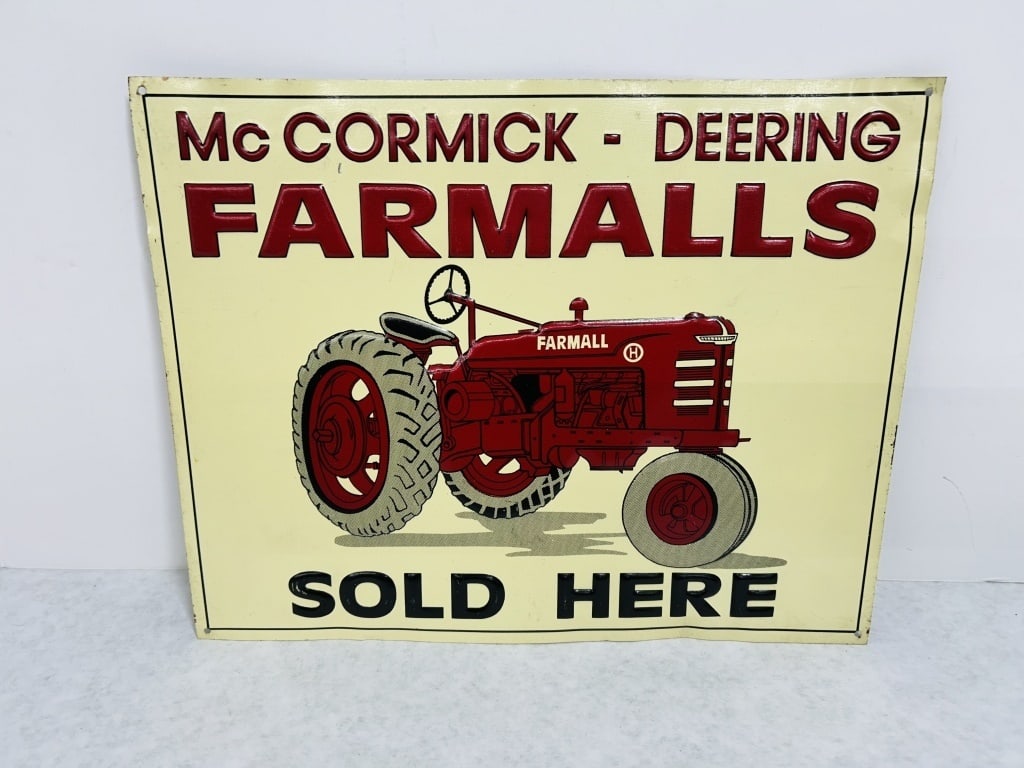 Mc CORMICK - DEERING
FARMALLS
FARMALL H
SOLD HERE